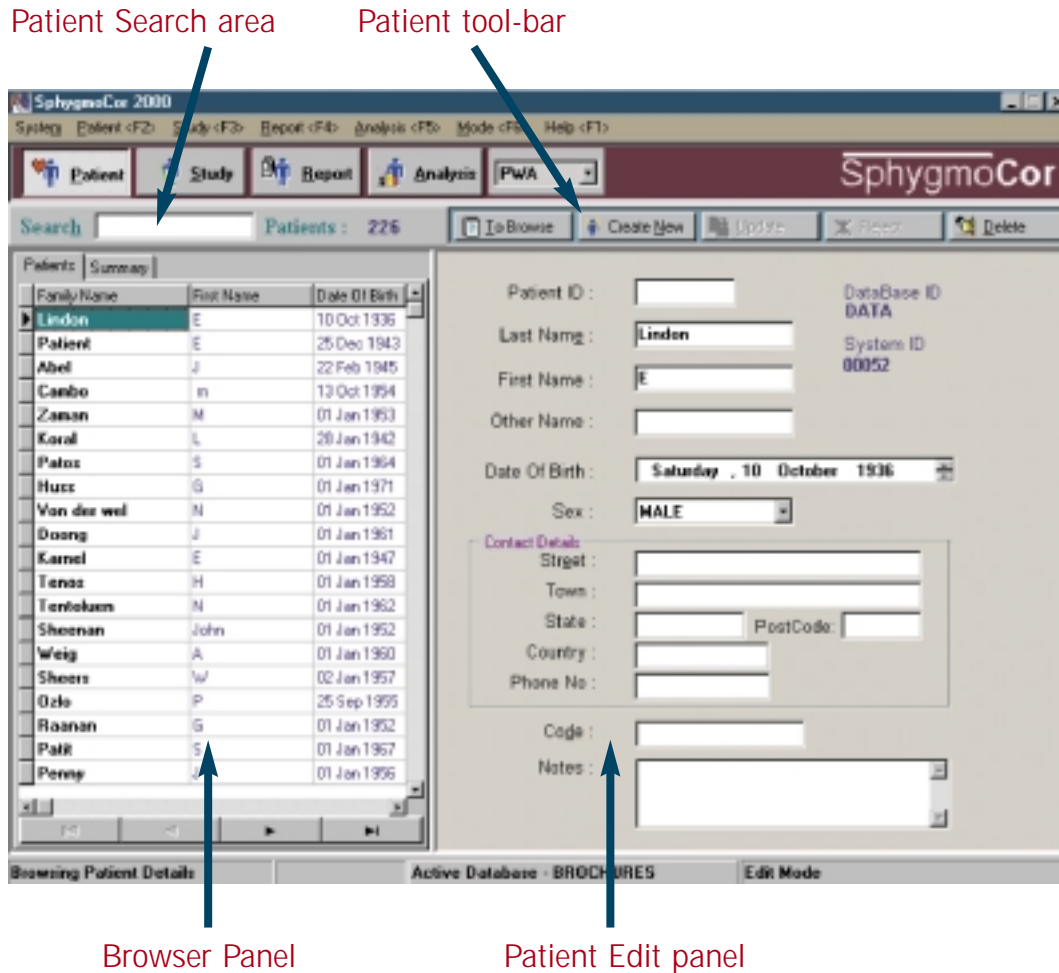 Patient Search area Patient tool-bar
SphygmoCor 2000
System Patient <F2> Study <F3> Report <F4> Analysis <F5> Mode <F6> Help <F1>
Patient Study Report Analysis PWA SphygmoCor
Search Patients : 226 To Browse Create New Update Reject Delete
Patients Summary
Family Name First Name Date Of Birth
Lindon E 10 Oct 1936
Patient E 25 Dec 1943
Abel J 22 Feb 1945
Cambo m 13 Oct 1954
Zaman M 01 Jan 1953
Koral L 28 Jan 1942
Patos S 01 Jan 1964
Huss G 01 Jan 1971
Van der wel N 01 Jan 1952
Doong J 01 Jan 1961
Kamel E 01 Jan 1947
Tenos H 01 Jan 1958
N 01 Jan 1962
Sheenan John 01 Jan 1952
Weig A 01 Jan 1960
Sheers W 02 Jan 1957
Ozlo P 25 Sep 1955
Raanan G 01 Jan 1952
Patit S 01 Jan 1967
Penny J 01 Jan 1956
Patient ID :
DataBase ID
DATA
Last Name : Lindon
System ID
00052
First Name : E
Other Name :
Date Of Birth : Saturday , 10 October 1936
Sex : MALE
Contact Details
Street :
Town :
State : PostCode:
Country :
Phone No :
Code :
Notes :
Browsing Patient Details Active Database - BROCHURES Edit Mode
Browser Panel Patient Edit panel